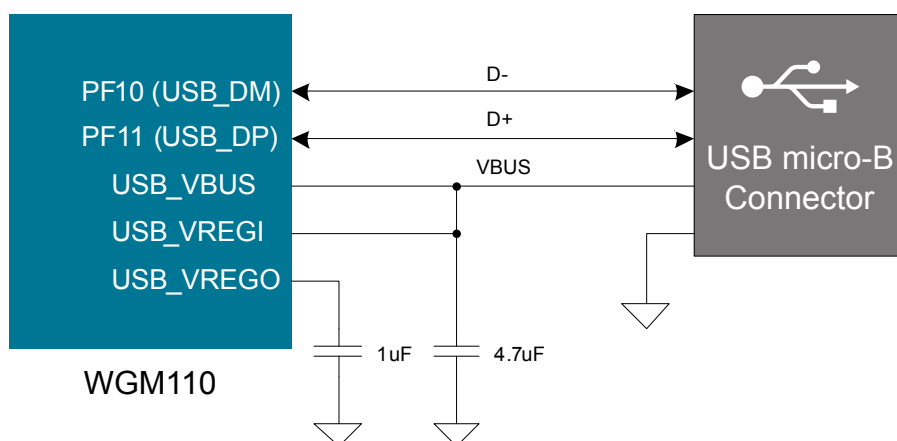 PF10 (USB_DM)
D-
PF11 (USB_DP)
D+
USB_VBUS
VBUS
USB_VREGI
USB_VREGO
USB micro-B
Connector
1uF
4.7uF
WGM110